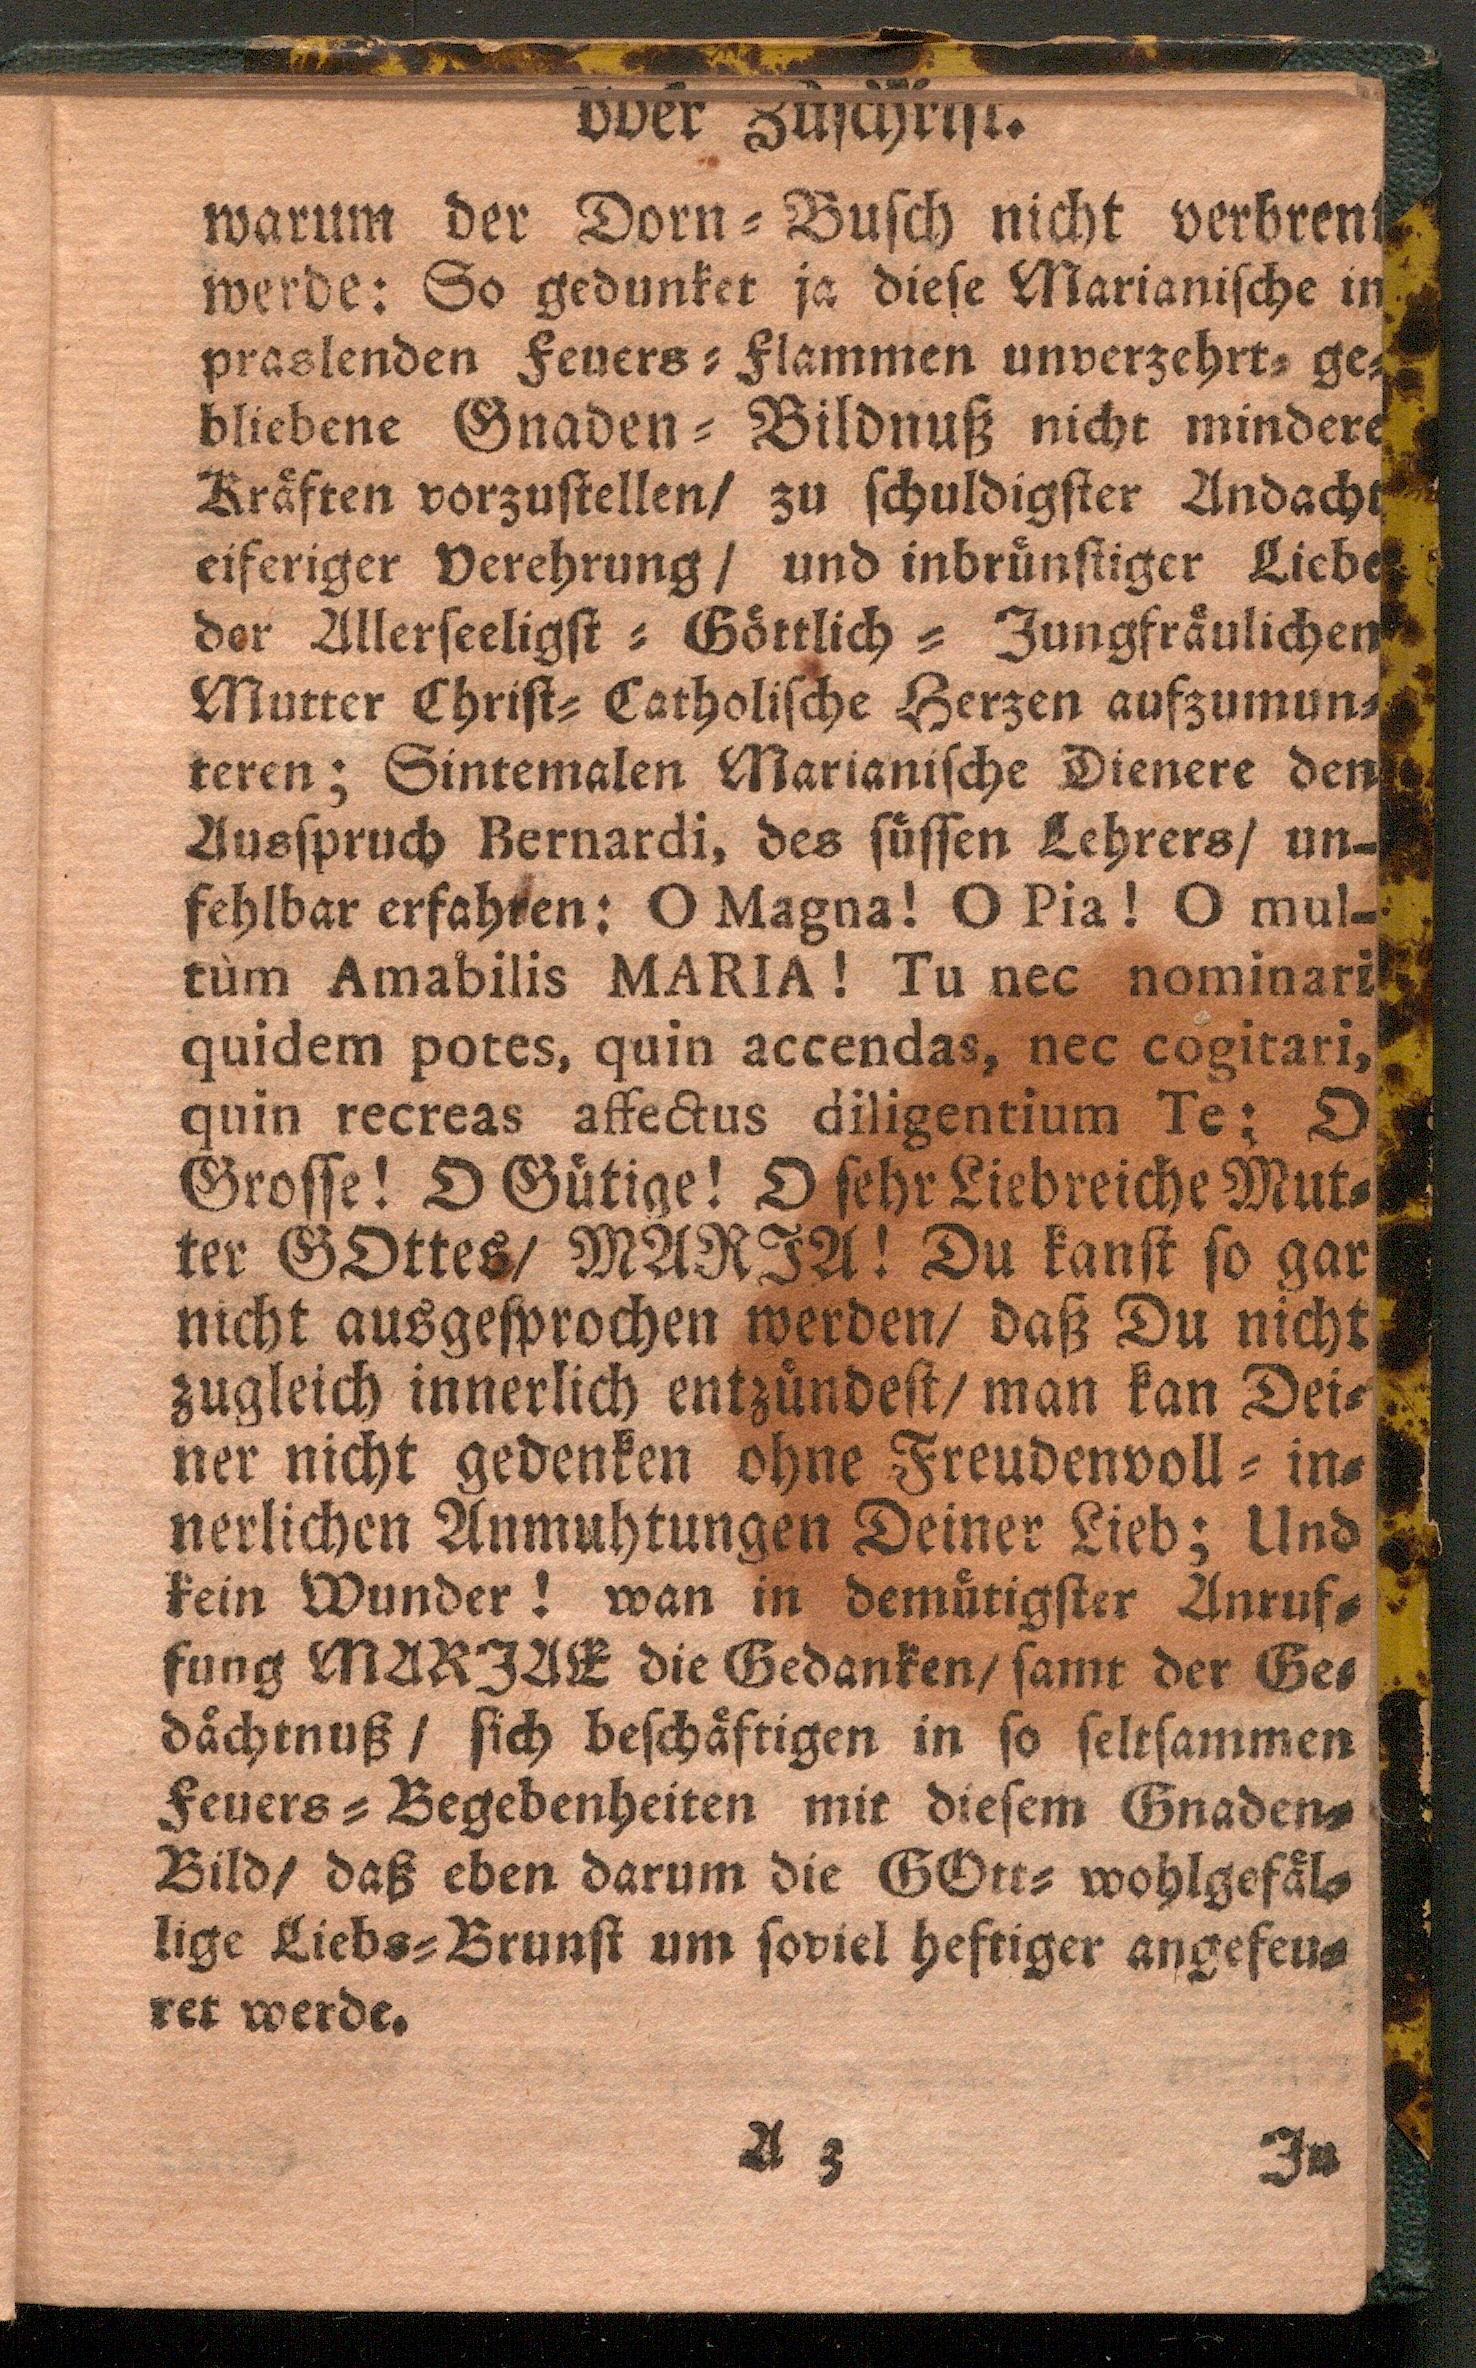 oder Zuschrift.
warum der Dorn-Busch nicht verbrent
werde: So gedunket ja diese Marianische in
praslenden Feuers-Flammen unverzehrt-ge-
bliebene Gnaden-Bildnuß nicht mindere
Kräften vorzustellen/ zu schuldigster Andacht
eiferiger Verehrung/ und inbrünstiger Liebe
der Allerseeligst-Göttlich-Jungfräulichen
Mutter Christ-Catholische Herzen aufzumun-
teren; Sintemalen Marianische Dienere den
Ausspruch Bernardi, des süssen Lehrers/ un-
fehlbar erfahren: O Magna! O Pia! O mul-
tùm Amabilis MARIA! Tu nec nominari
quidem potes, quin accendas, nec cogitari,
quin recreas affectus diligentium Te: O
Grosse! O Gütige! O sehr Liebreiche Mut-
ter GOttes/ MARJA! Du kanst so gar
nicht ausgesprochen werden/ daß Du nicht
zugleich innerlich entzündest/ man kan Dei-
ner nicht gedenken ohne Freudenvoll-in-
nerlichen Anmuhtungen Deiner Lieb; Und
kein Wunder! wan in demütigster Anruf-
fung MARJAE die Gedanken/ samt der Ge-
dächtnuß/ sich beschäftigen in so seltsammen
Feuers-Begebenheiten mit diesem Gnaden-
Bild/ daß eben darum die GOtt-wohlgefäl-
lige Liebs-Brunst um soviel heftiger angefeu-
ret werde.
A 3 In